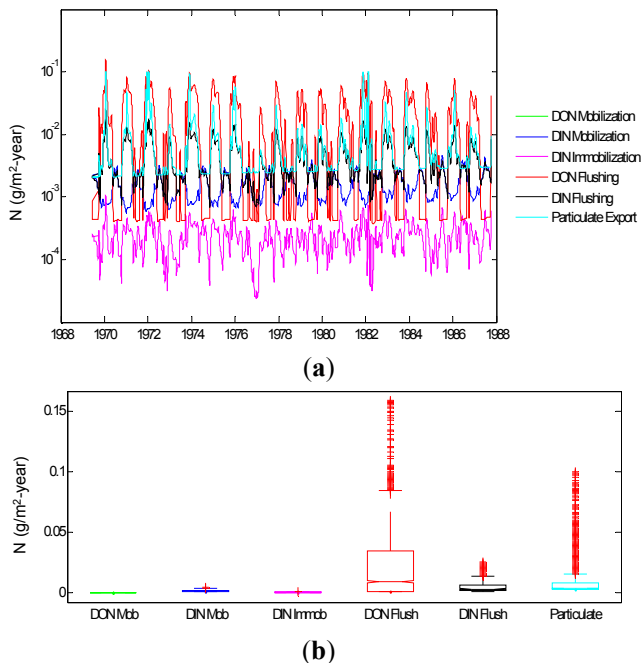 N (g/m²-year)
10⁻¹
10⁻²
10⁻³
10⁻⁴
1968 1970 1972 1974 1976 1978 1980 1982 1984 1986 1988
DON Mobilization
DIN Mobilization
DIN Immobilization
DON Flushing
DIN Flushing
Particulate Export
(a)
N (g/m²-year)
0.15
0.1
0.05
0
DON Mob DIN Mob DIN Immob DON Flush DIN Flush Particulate
(b)